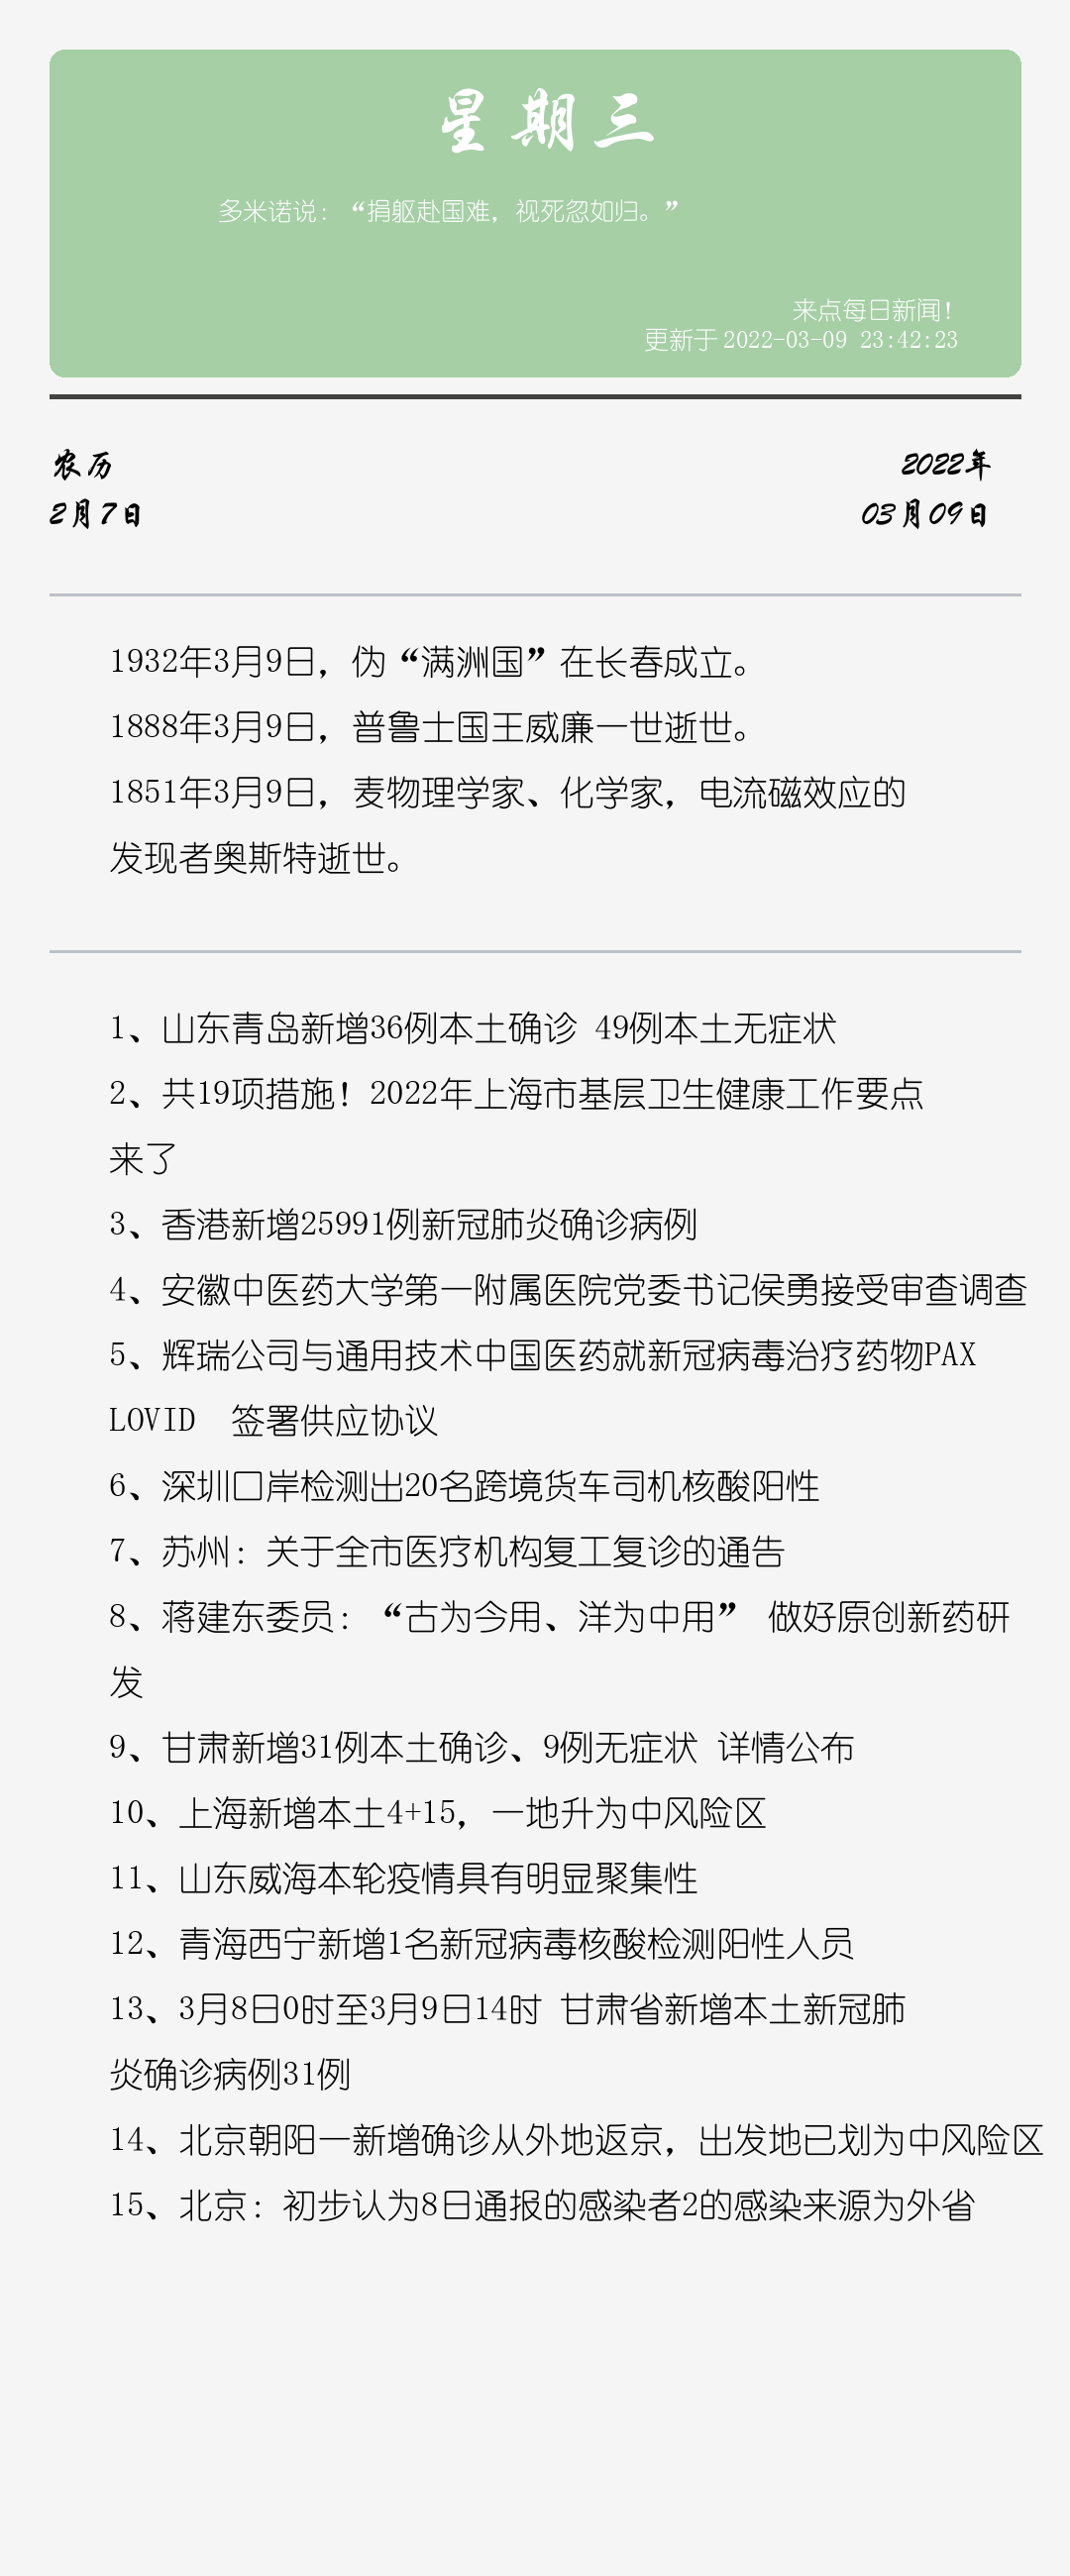 星期三
多米诺说：“捐躯赴国难，视死忽如归。”
来点每日新闻！
更新于 2022-03-09 23:42:23
农历
2022年
2月7日
03月09日
1932年3月9日，伪“满洲国”在长春成立。
1888年3月9日，普鲁士国王威廉一世逝世。
1851年3月9日，麦物理学家、化学家，电流磁效应的
发现者奥斯特逝世。
1、山东青岛新增36例本土确诊 49例本土无症状
2、共19项措施！2022年上海市基层卫生健康工作要点
来了
3、香港新增25991例新冠肺炎确诊病例
4、安徽中医药大学第一附属医院党委书记侯勇接受审查调查
5、辉瑞公司与通用技术中国医药就新冠病毒治疗药物PAX
LOVID  签署供应协议
6、深圳口岸检测出20名跨境货车司机核酸阳性
7、苏州：关于全市医疗机构复工复诊的通告
8、蒋建东委员：“古为今用、洋为中用” 做好原创新药研
发
9、甘肃新增31例本土确诊、9例无症状 详情公布
10、上海新增本土4+15，一地升为中风险区
11、山东威海本轮疫情具有明显聚集性
12、青海西宁新增1名新冠病毒核酸检测阳性人员
13、3月8日0时至3月9日14时 甘肃省新增本土新冠肺
炎确诊病例31例
14、北京朝阳一新增确诊从外地返京，出发地已划为中风险区
15、北京：初步认为8日通报的感染者2的感染来源为外省